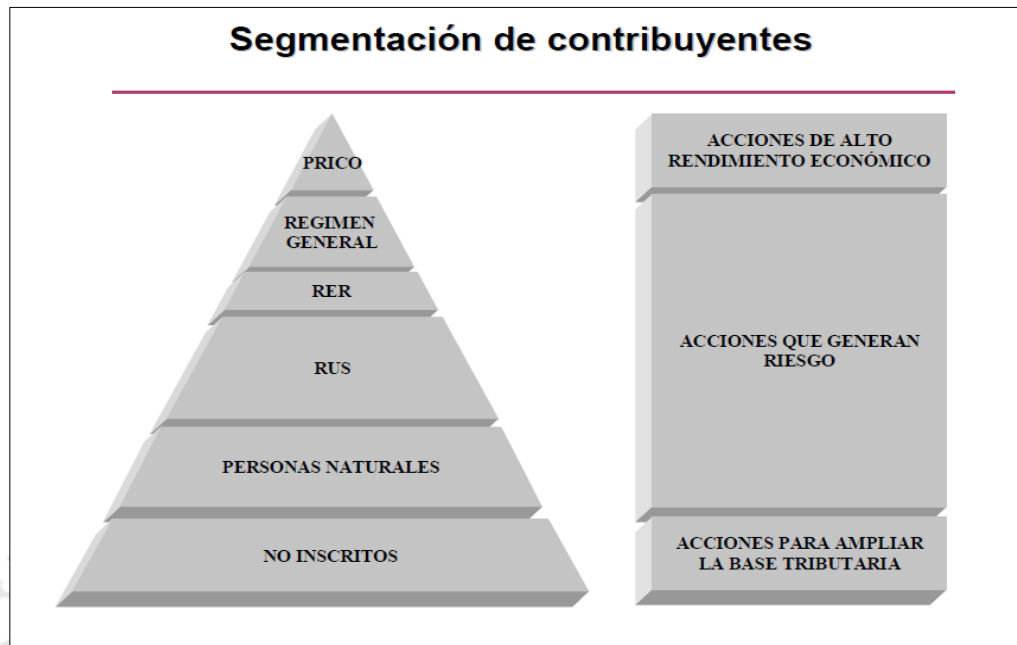 Segmentación de contribuyentes
PRICO
REGIMEN
GENERAL
RER
RUS
PERSONAS NATURALES
NO INSCRITOS
ACCIONES DE ALTO
RENDIMIENTO ECONÓMICO
ACCIONES QUE GENERAN
RIESGO
ACCIONES PARA AMPLIAR
LA BASE TRIBUTARIA